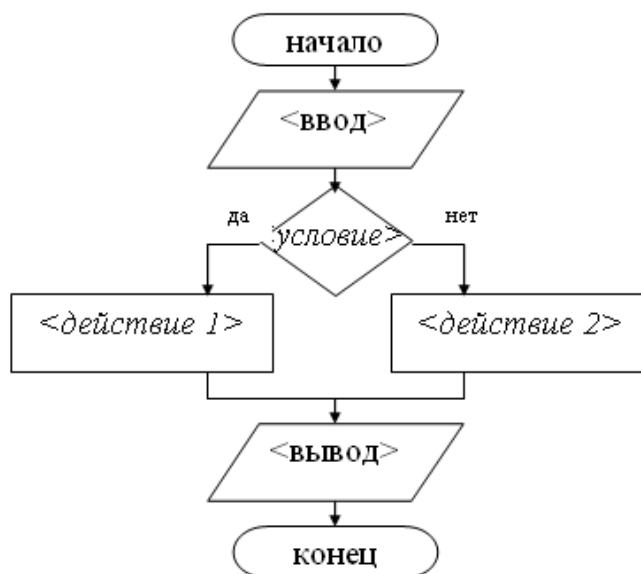 начало
<ввод>
да
нет
условие>
<действие 1>
<действие 2>
<вывод>
конец